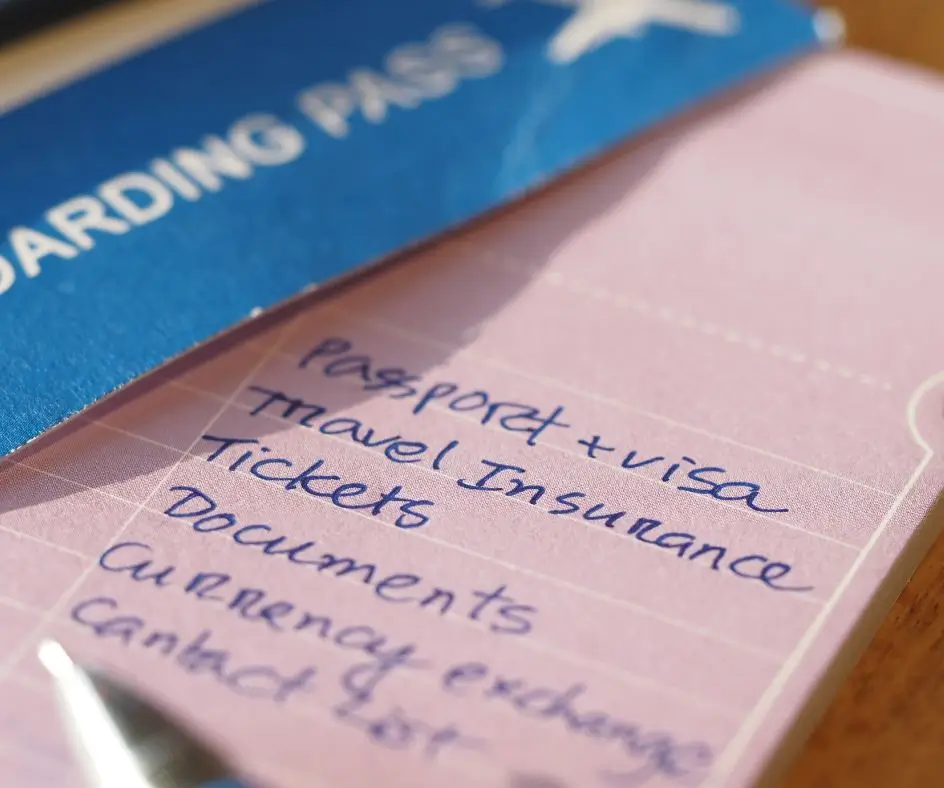 OARDING PASS
Passport + visa
Travel Insurance
Tickets
Documents
Currency exchange
Contact List